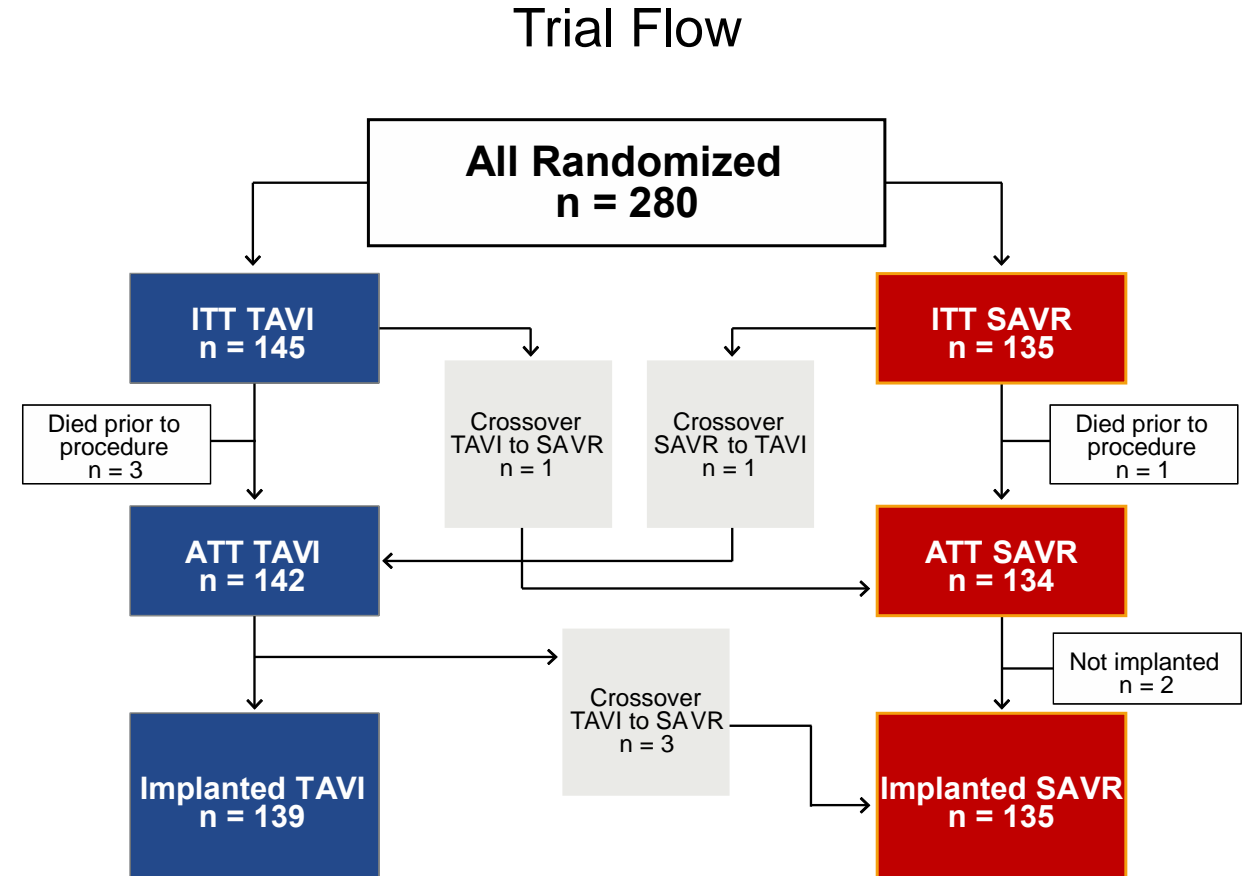 Trial Flow
All Randomized
n = 280
ITT TAVI
n = 145
ITT SAVR
n = 135
Crossover
TAVI to SAVR
n = 1
Crossover
SAVR to TAVI
n = 1
Died prior to
procedure
n = 3
Died prior to
procedure
n = 1
ATT TAVI
n = 142
ATT SAVR
n = 134
Crossover
TAVI to SAVR
n = 3
Not implanted
n = 2
Implanted TAVI
n = 139
Implanted SAVR
n = 135